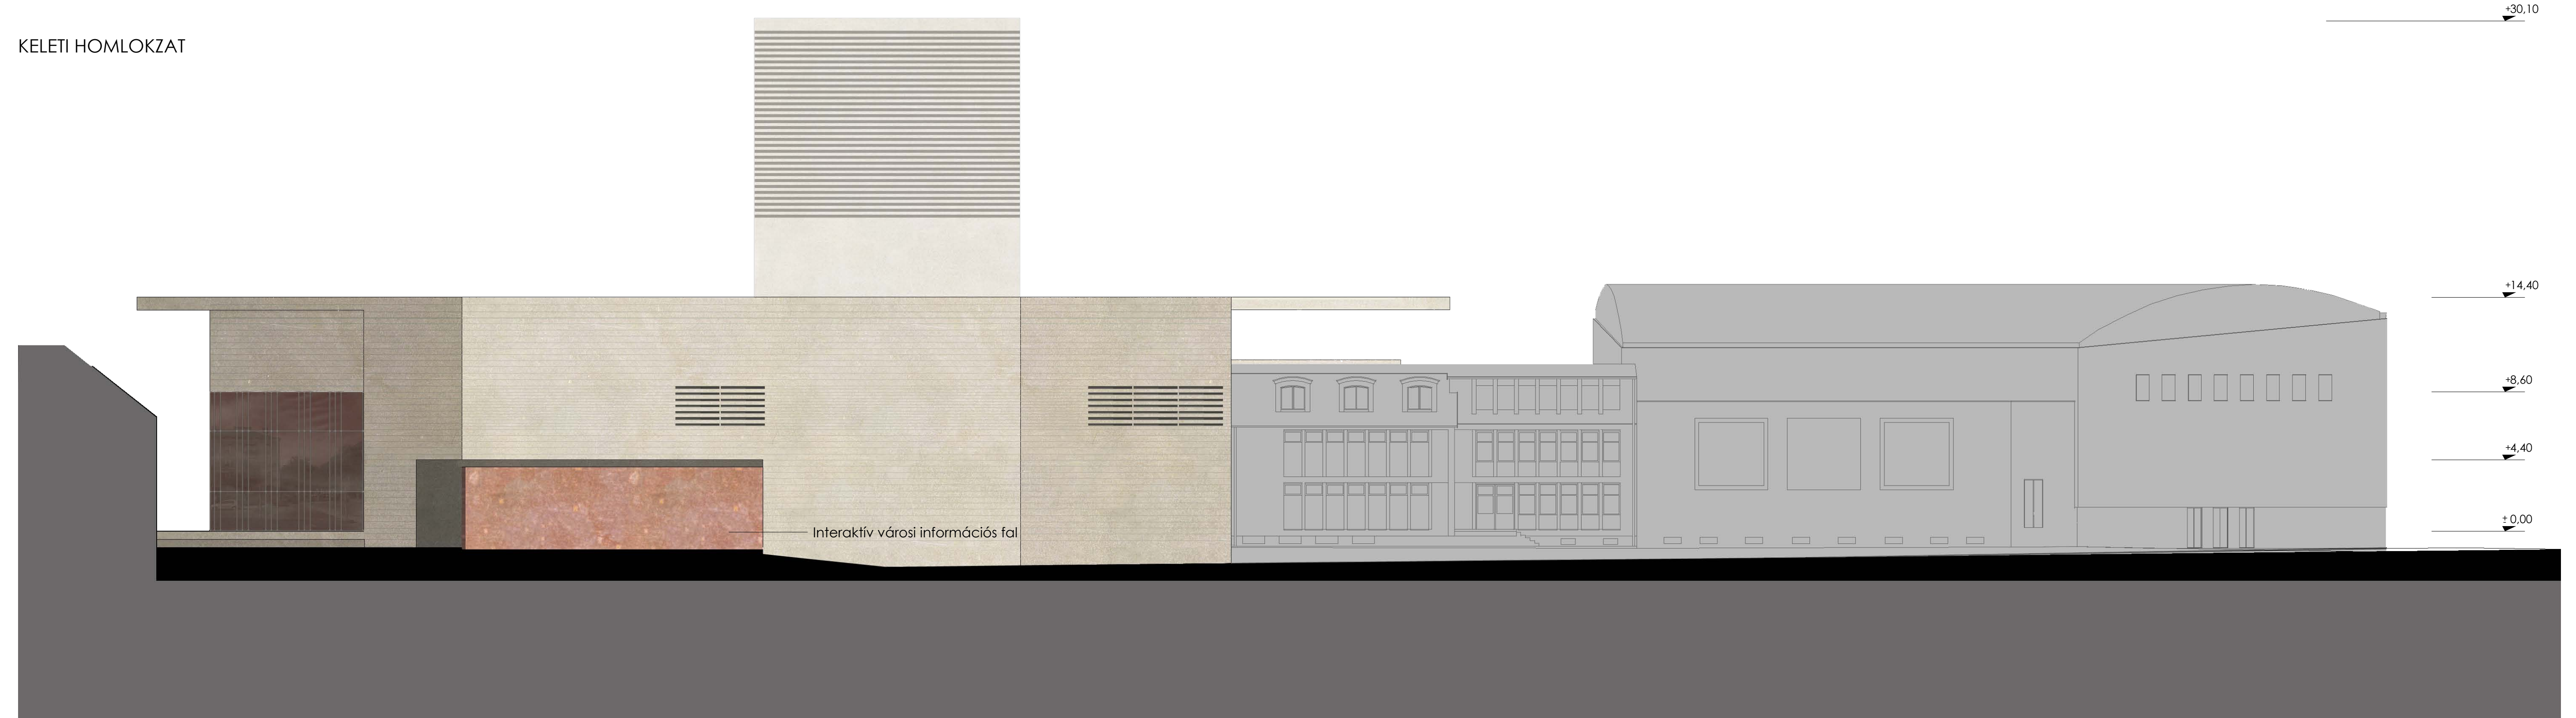 KELETI HOMLOKZAT
+30,10
+14,40
+8,60
+4,40
± 0,00
Interaktív városi információs fal